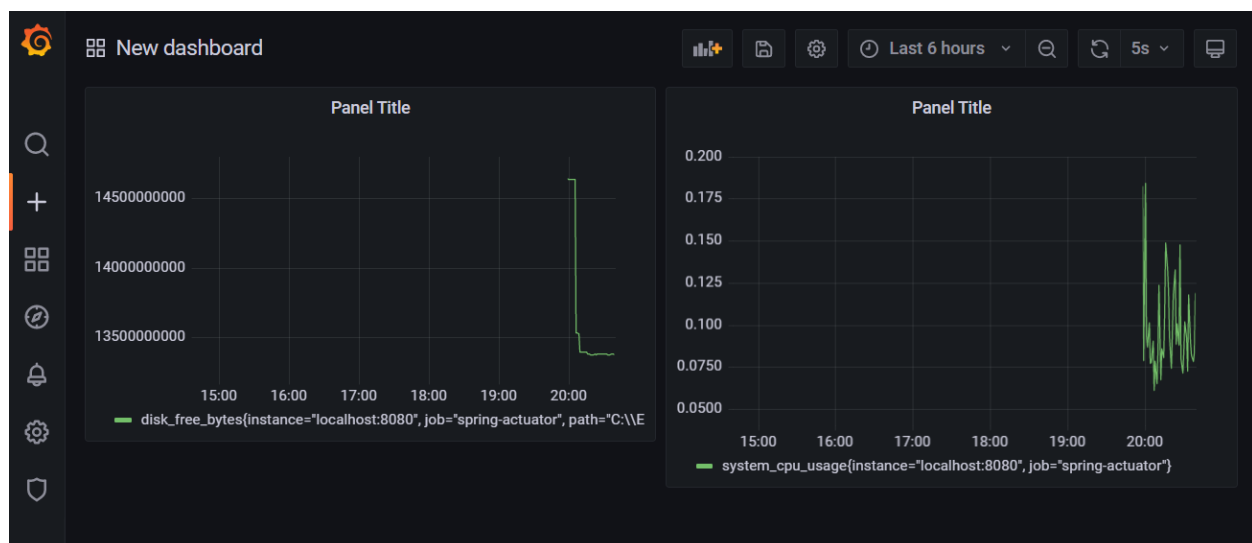 New dashboard
Last 6 hours
5s
Panel Title
14500000000
14000000000
13500000000
15:00 16:00 17:00 18:00 19:00 20:00
disk_free_bytes{instance="localhost:8080", job="spring-actuator", path="C:\\E
Panel Title
0.200
0.175
0.150
0.125
0.100
0.0750
0.0500
15:00 16:00 17:00 18:00 19:00 20:00
system_cpu_usage{instance="localhost:8080", job="spring-actuator"}